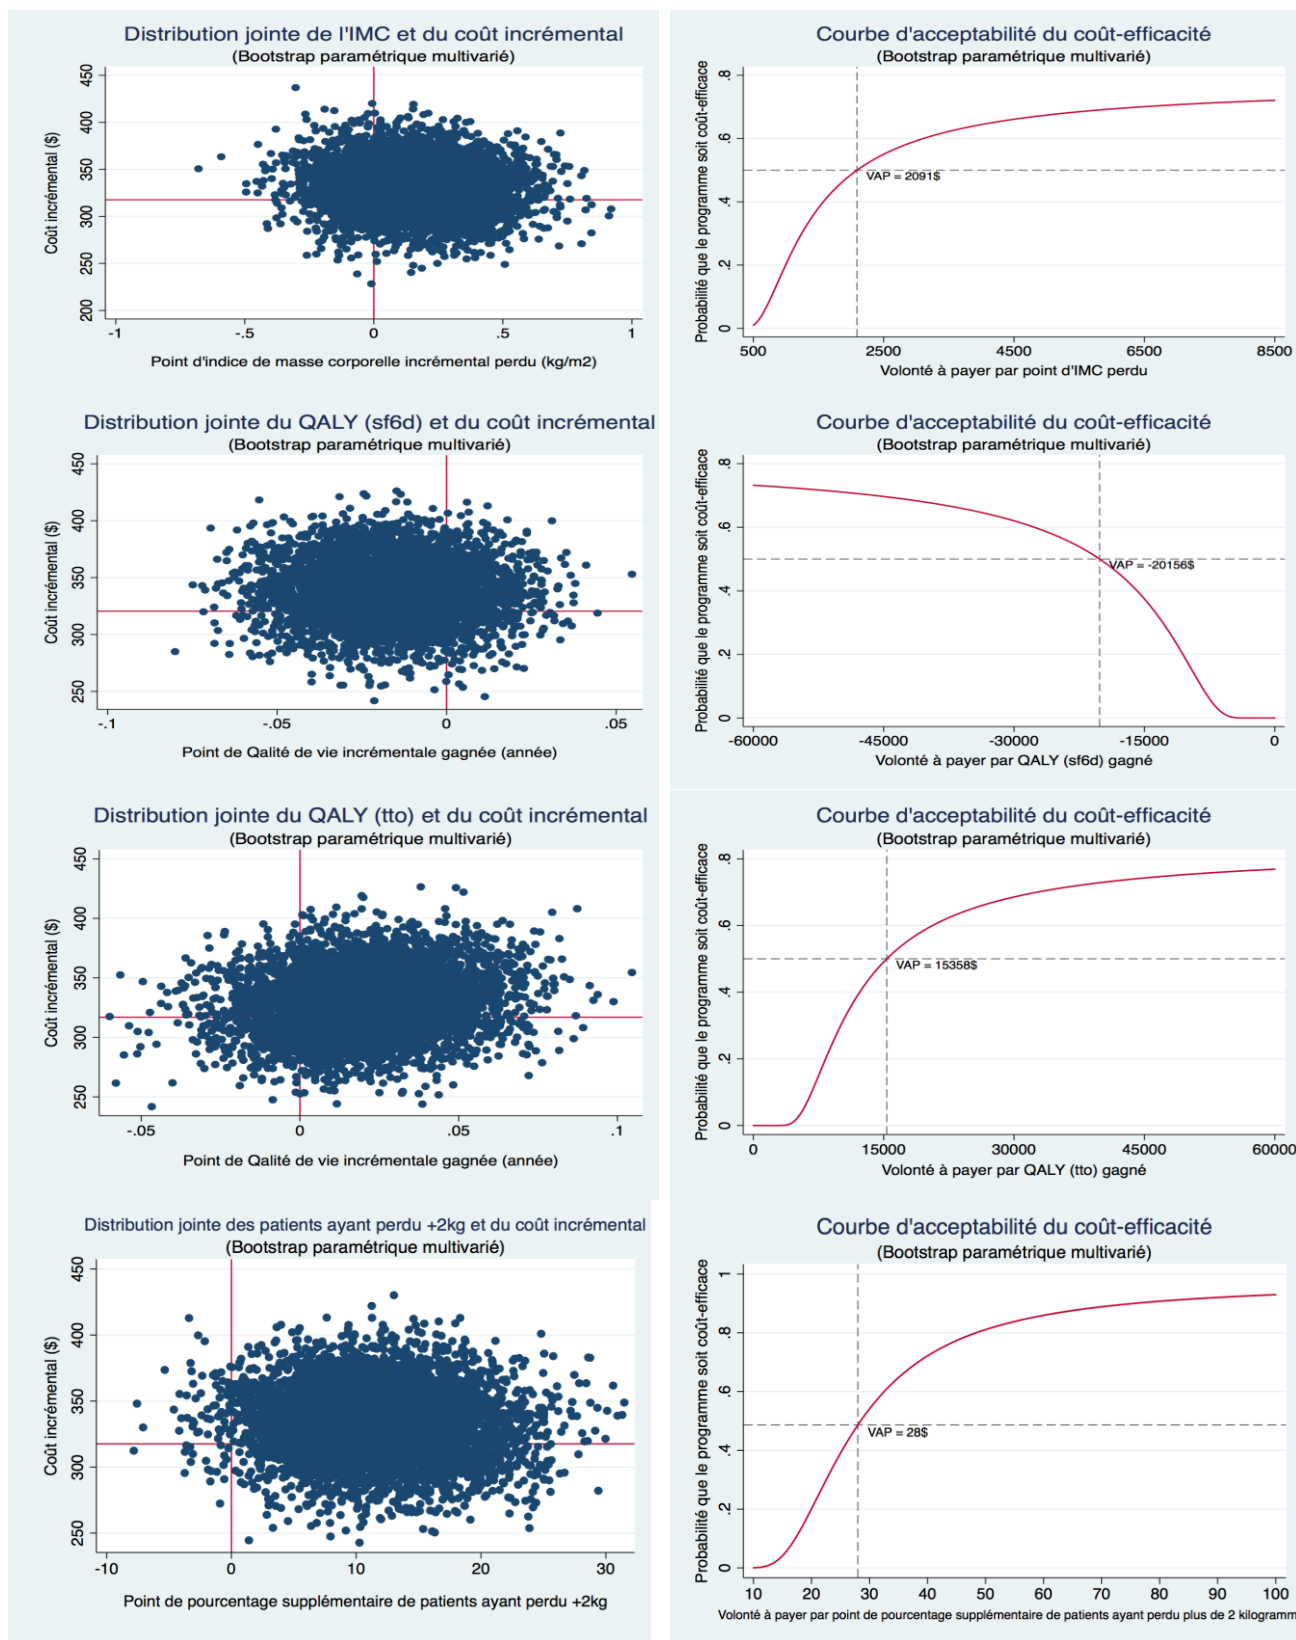 Distribution jointe de l'IMC et du coût incrémental
(Bootstrap paramétrique multivarié)
Coût incrémental ($)
450
400
350
300
250
200
-1
-.5
0
.5
1
Point d'indice de masse corporelle incrémental perdu (kg/m2)
Courbe d'acceptabilité du coût-efficacité
(Bootstrap paramétrique multivarié)
Probabilité que le programme soit coût-efficace
.8
.6
.4
.2
0
VAP = 2091$
500
2500
4500
6500
8500
Volonté à payer par point d'IMC perdu
Distribution jointe du QALY (sf6d) et du coût incrémental
(Bootstrap paramétrique multivarié)
Coût incrémental ($)
450
400
350
300
250
-.1
-.05
0
.05
Point de Qalité de vie incrémentale gagnée (année)
Courbe d'acceptabilité du coût-efficacité
(Bootstrap paramétrique multivarié)
Probabilité que le programme soit coût-efficace
.8
.6
.4
.2
0
VAP = -20156$
-60000
-45000
-30000
-15000
0
Volonté à payer par QALY (sf6d) gagné
Distribution jointe du QALY (tto) et du coût incrémental
(Bootstrap paramétrique multivarié)
Coût incrémental ($)
450
400
350
300
250
-.05
0
.05
.1
Point de Qalité de vie incrémentale gagnée (année)
Courbe d'acceptabilité du coût-efficacité
(Bootstrap paramétrique multivarié)
Probabilité que le programme soit coût-efficace
.8
.6
.4
.2
0
VAP = 15358$
0
15000
30000
45000
60000
Volonté à payer par QALY (tto) gagné
Distribution jointe des patients ayant perdu +2kg et du coût incrémental
(Bootstrap paramétrique multivarié)
Coût incrémental ($)
450
400
350
300
250
-10
0
10
20
30
Point de pourcentage supplémentaire de patients ayant perdu +2kg
Courbe d'acceptabilité du coût-efficacité
(Bootstrap paramétrique multivarié)
Probabilité que le programme soit coût-efficace
1
.8
.6
.4
.2
0
VAP = 28$
10
20
30
40
50
60
70
80
90
100
Volonté à payer par point de pourcentage supplémentaire de patients ayant perdu plus de 2 kilogramm